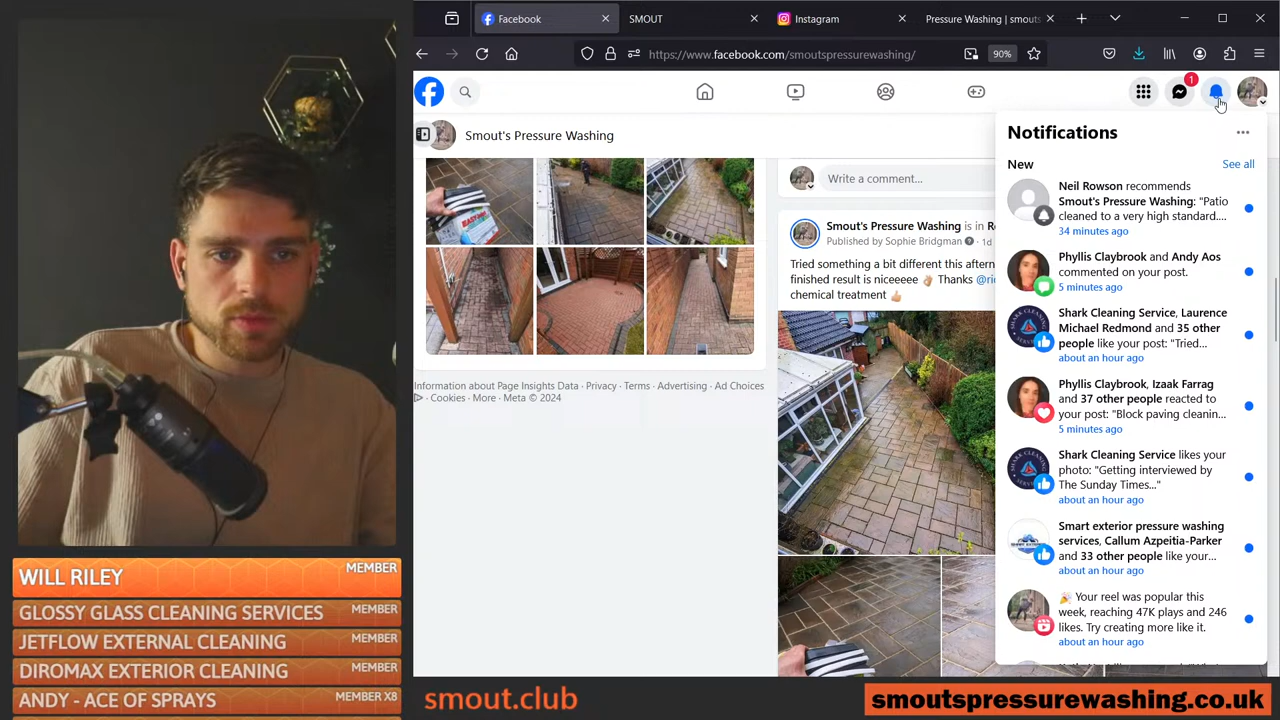 Facebook
SMOUT
Instagram
Pressure Washing | smouts
https://www.facebook.com/smoutspressurewashing/
90%
1
Smout's Pressure Washing
Notifications
New
See all
Neil Rowson recommends
Smout's Pressure Washing: "Patio
cleaned to a very high standard....
34 minutes ago
Phyllis Claybrook and Andy Aos
commented on your post.
5 minutes ago
Shark Cleaning Service, Laurence
Michael Redmond and 35 other
people like your post: "Tried...
about an hour ago
Phyllis Claybrook, Izaak Farrag
and 37 other people reacted to
your post: "Block paving cleanin...
5 minutes ago
Shark Cleaning Service likes your
photo: "Getting interviewed by
The Sunday Times..."
about an hour ago
Smart exterior pressure washing
services, Callum Azpeitia-Parker
and 33 other people like your...
about an hour ago
🎉 Your reel was popular this
week, reaching 47K plays and 246
likes. Try creating more like it.
about an hour ago
Write a comment...
Smout's Pressure Washing is in Re
Published by Sophie Bridgman · 1d
Tried something a bit different this aftern
finished result is niceeeee 👌🏼 Thanks @ri
chemical treatment 👍🏼
Information about Page Insights Data · Privacy · Terms · Advertising · Ad Choices
· Cookies · More · Meta © 2024
WILL RILEY MEMBER
GLOSSY GLASS CLEANING SERVICES MEMBER
JETFLOW EXTERNAL CLEANING MEMBER
DIROMAX EXTERIOR CLEANING MEMBER
ANDY - ACE OF SPRAYS MEMBER X8
smout.club
smoutspressurewashing.co.uk